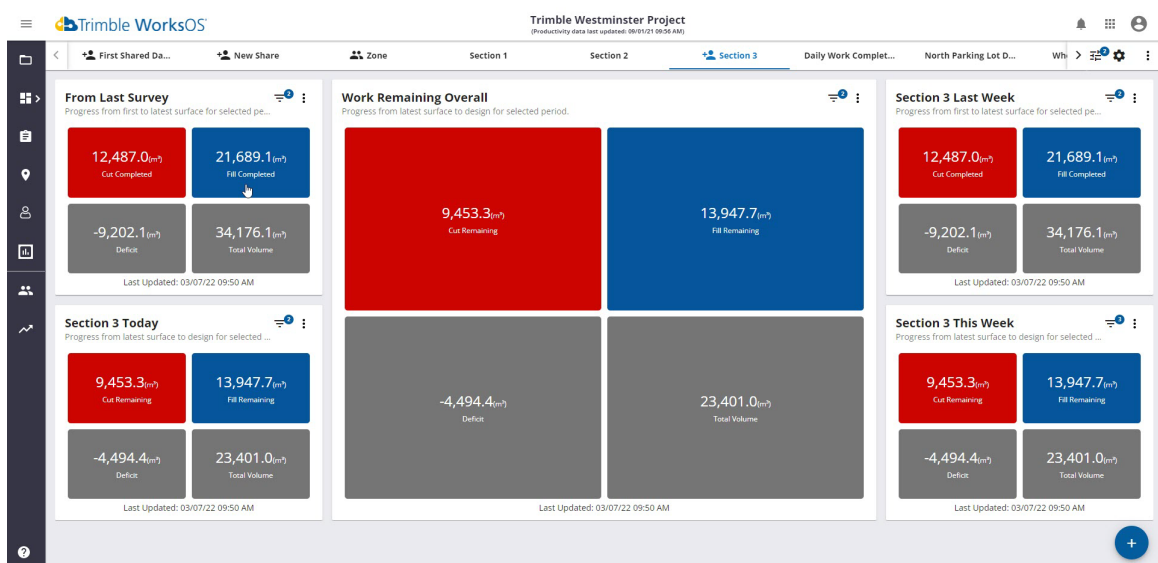 Trimble WorksOS
Trimble Westminster Project
(Productivity data last updated: 09/01/21 09:56 AM)
First Shared Da...
New Share
Zone
Section 1
Section 2
Section 3
Daily Work Complet...
North Parking Lot D...
2
From Last Survey
2
Progress from first to latest surface for selected pe...
12,487.0(m³)
Cut Completed
21,689.1(m³)
Fill Completed
-9,202.1(m³)
Deficit
34,176.1(m³)
Total Volume
Last Updated: 03/07/22 09:50 AM
Section 3 Today
2
Progress from latest surface to design for selected ...
9,453.3(m³)
Cut Remaining
13,947.7(m³)
Fill Remaining
-4,494.4(m³)
Deficit
23,401.0(m³)
Total Volume
Last Updated: 03/07/22 09:50 AM
Work Remaining Overall
2
Progress from latest surface to design for selected period.
9,453.3(m³)
Cut Remaining
13,947.7(m³)
Fill Remaining
-4,494.4(m³)
Deficit
23,401.0(m³)
Total Volume
Last Updated: 03/07/22 09:50 AM
Section 3 Last Week
2
Progress from first to latest surface for selected pe...
12,487.0(m³)
Cut Completed
21,689.1(m³)
Fill Completed
-9,202.1(m³)
Deficit
34,176.1(m³)
Total Volume
Last Updated: 03/07/22 09:50 AM
Section 3 This Week
3
Progress from latest surface to design for selected ...
9,453.3(m³)
Cut Remaining
13,947.7(m³)
Fill Remaining
-4,494.4(m³)
Deficit
23,401.0(m³)
Total Volume
Last Updated: 03/07/22 09:50 AM